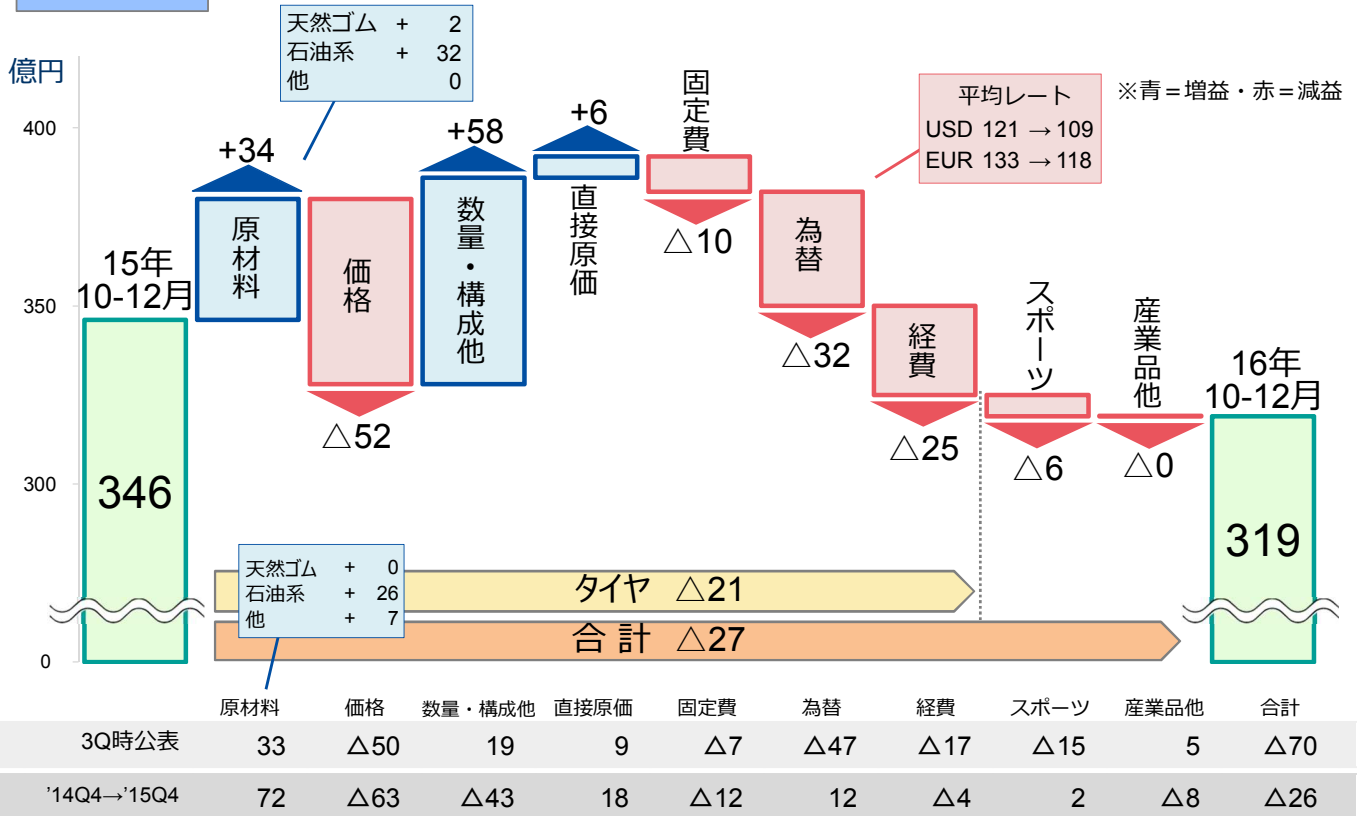 天然ゴム + 2
石油系 + 32
他 0
億円
平均レート
USD 121 → 109
EUR 133 → 118
※青=増益・赤=減益
400
350
300
0
15年
10-12月
346
+34
原材料
価格
△52
+58
数量・構成他
+6
直接原価
固定費
△10
為替
△32
経費
△25
スポーツ
△6
産業品他
△0
16年
10-12月
319
天然ゴム + 0
石油系 + 26
他 + 7
タイヤ △21
合計 △27
原材料 価格 数量・構成他 直接原価 固定費 為替 経費 スポーツ 産業品他 合計
3Q時公表 33 △50 19 9 △7 △47 △17 △15 5 △70
'14Q4→'15Q4 72 △63 △43 18 △12 12 △4 2 △8 △26